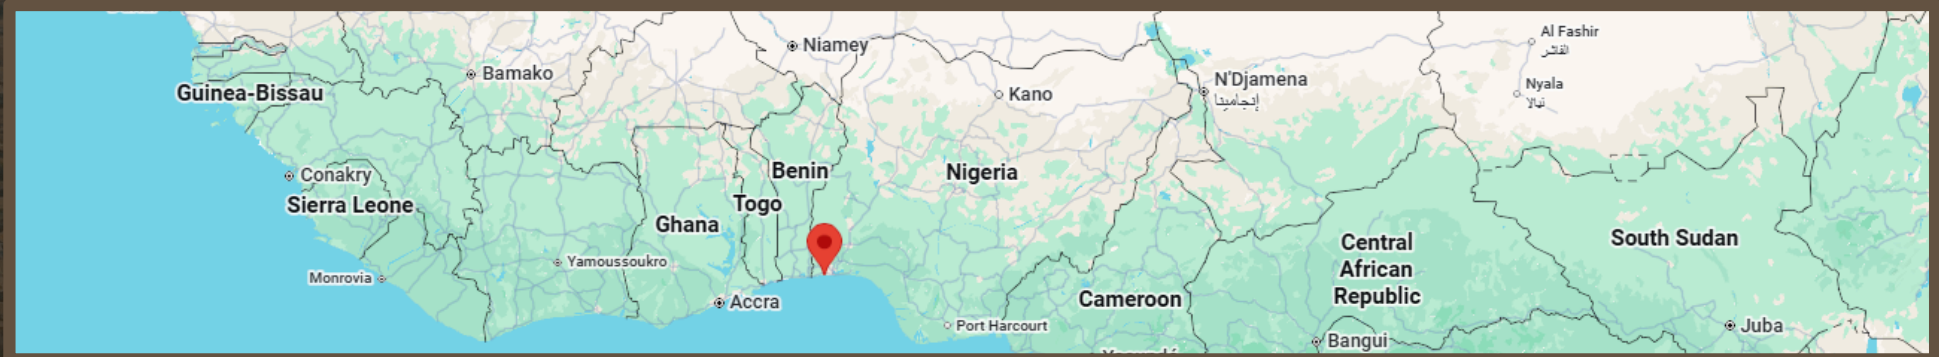 Niamey
Al Fashir
الفاشر
Bamako
N'Djamena
إنجامينا
Nyala
نيالا
Guinea-Bissau
Kano
Benin
Nigeria
Conakry
Sierra Leone
Togo
Ghana
Central
African
Republic
South Sudan
Yamoussoukro
Monrovia
Accra
Cameroon
Port Harcourt
Juba
Bangui